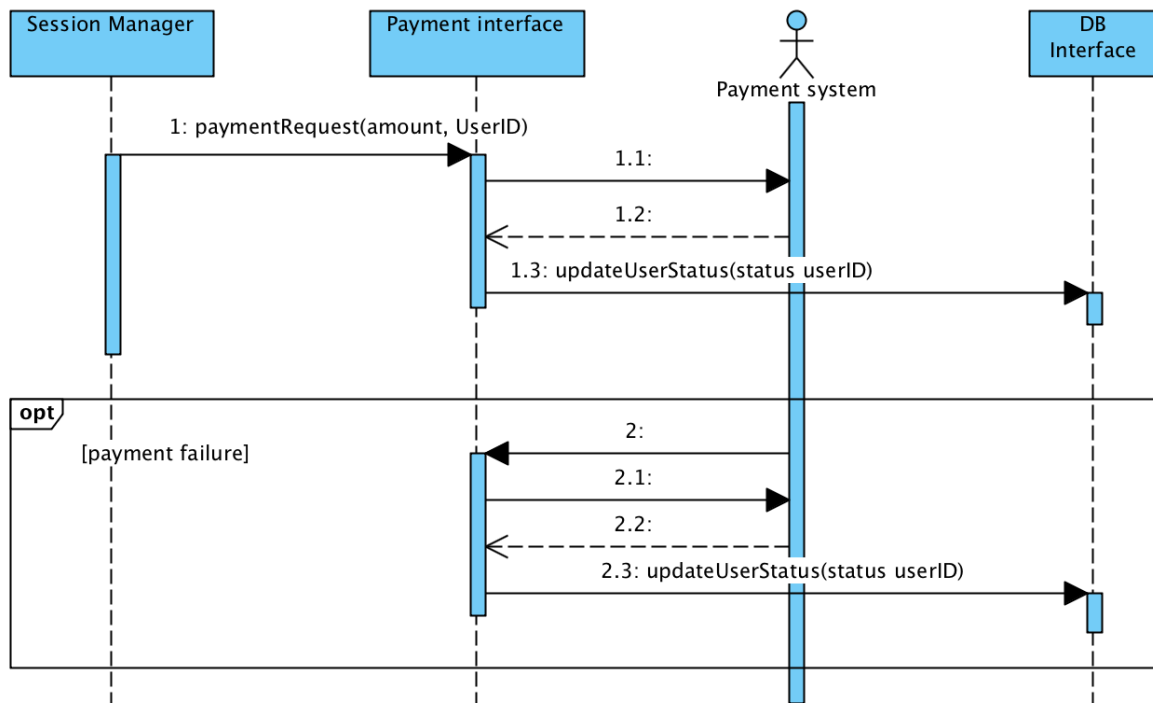 Session Manager
Payment interface
DB
Interface
Payment system
1: paymentRequest(amount, UserID)
1.1:
1.2:
1.3: updateUserStatus(status userID)
opt
[payment failure]
2:
2.1:
2.2:
2.3: updateUserStatus(status userID)